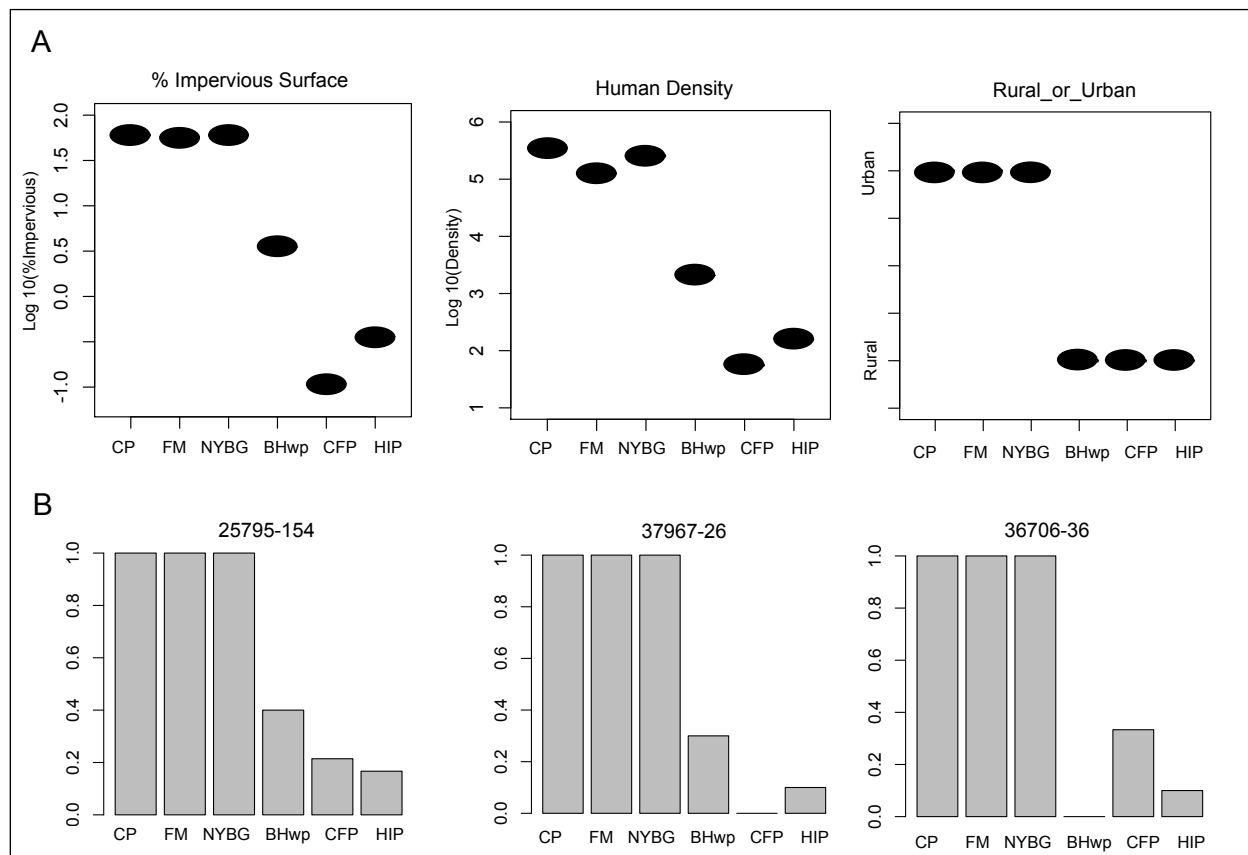 A
% Impervious Surface
Log 10(%Impervious)
2.0
1.5
1.0
0.5
0.0
-1.0
CP FM NYBG BHwp CFP HIP
Human Density
Log 10(Density)
6
5
4
3
2
1
CP FM NYBG BHwp CFP HIP
Rural_or_Urban
Urban
Rural
CP FM NYBG BHwp CFP HIP
B
25795-154
1.0
0.8
0.6
0.4
0.2
0.0
CP FM NYBG BHwp CFP HIP
37967-26
1.0
0.8
0.6
0.4
0.2
0.0
CP FM NYBG BHwp CFP HIP
36706-36
1.0
0.8
0.6
0.4
0.2
0.0
CP FM NYBG BHwp CFP HIP